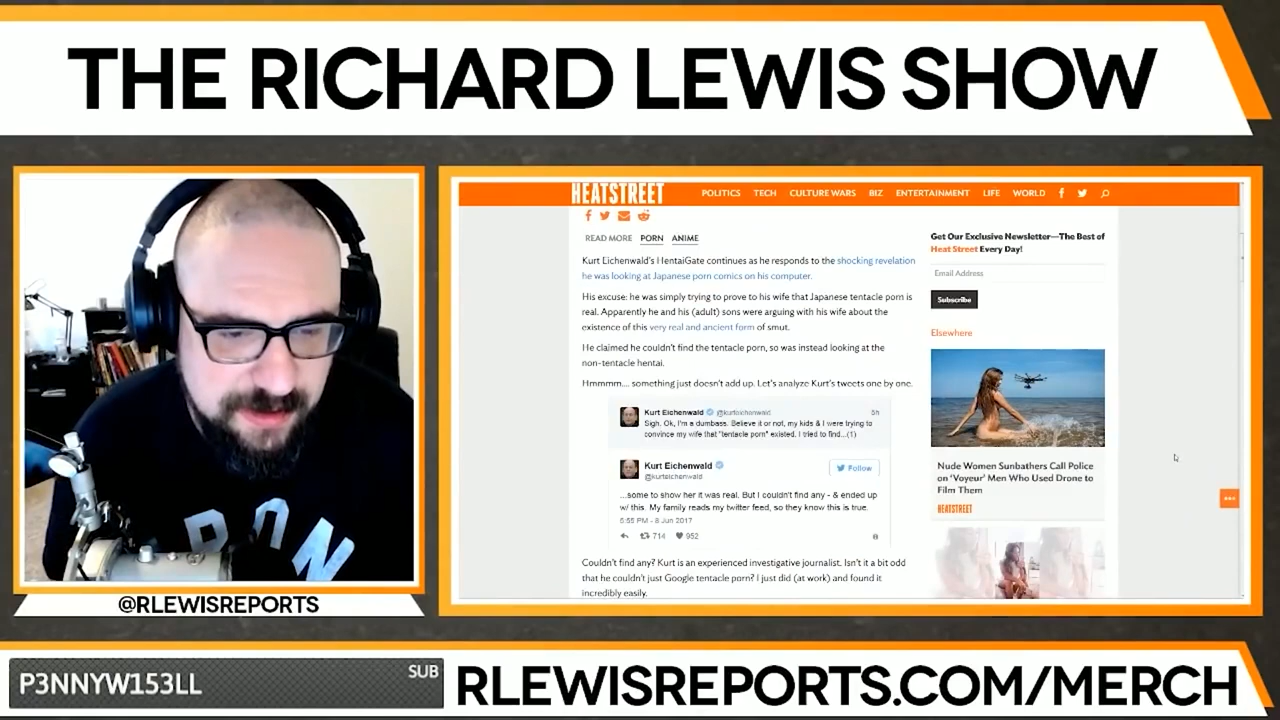 THE RICHARD LEWIS SHOW
HEATSTREET
POLITICS TECH CULTURE WARS BIZ ENTERTAINMENT LIFE WORLD
READ MORE PORN ANIME
Kurt Eichenwald's HentaiGate continues as he responds to the shocking revelation
he was looking at Japanese porn comics on his computer.
His excuse: he was simply trying to prove to his wife that Japanese tentacle porn is
real. Apparently he and his (adult) sons were arguing with his wife about the
existence of this very real and ancient form of smut.
He claimed he couldn't find the tentacle porn, so was instead looking at the
non-tentacle hentai.
Hmmmm.... something just doesn't add up. Let's analyze Kurt's tweets one by one.
Kurt Eichenwald @kurteichenwald 5h
Sigh. Ok, I'm a dumbass. Believe it or not, my kids & I were trying to
convince my wife that "tentacle porn" existed. I tried to find...(1)
Kurt Eichenwald
@kurteichenwald
Follow
...some to show her it was real. But I couldn't find any - & ended up
w/ this. My family reads my twitter feed, so they know this is true.
5:55 PM - 8 Jun 2017
714 952
Couldn't find any? Kurt is an experienced investigative journalist. Isn't it a bit odd
that he couldn't just Google tentacle porn? I just did (at work) and found it
incredibly easily.
Get Our Exclusive Newsletter—The Best of
Heat Street Every Day!
Email Address
Subscribe
Elsewhere
Nude Women Sunbathers Call Police
on 'Voyeur' Men Who Used Drone to
Film Them
HEATSTREET
@RLEWISREPORTS
P3NNYW153LL
SUB
RLEWISREPORTS.COM/MERCH